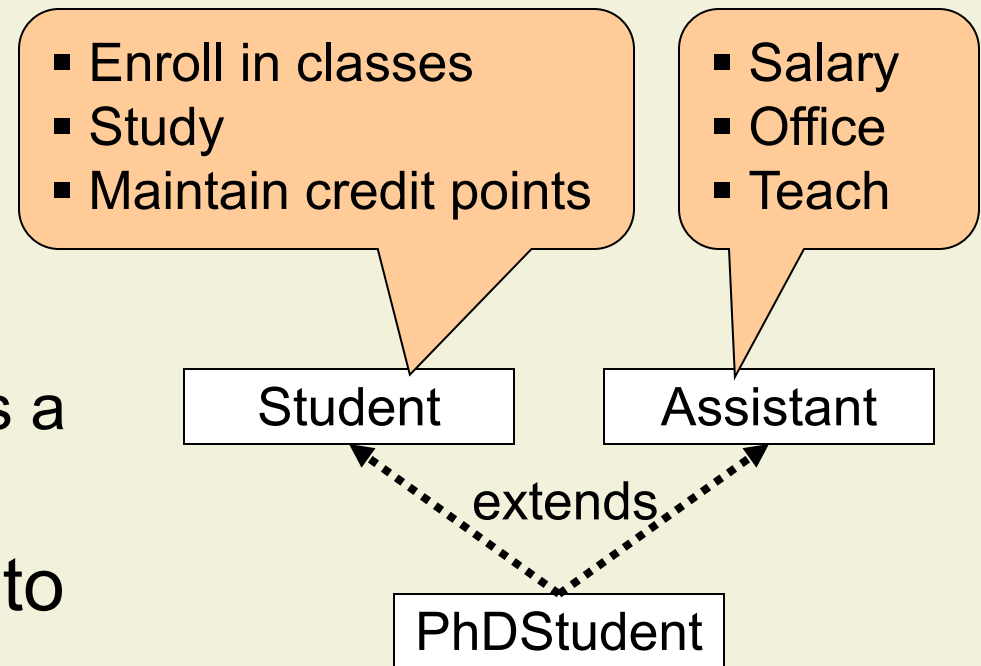 ▪ Enroll in classes
▪ Study
▪ Maintain credit points
▪ Salary
▪ Office
▪ Teach
s a
Student
Assistant
extends
to
PhDStudent